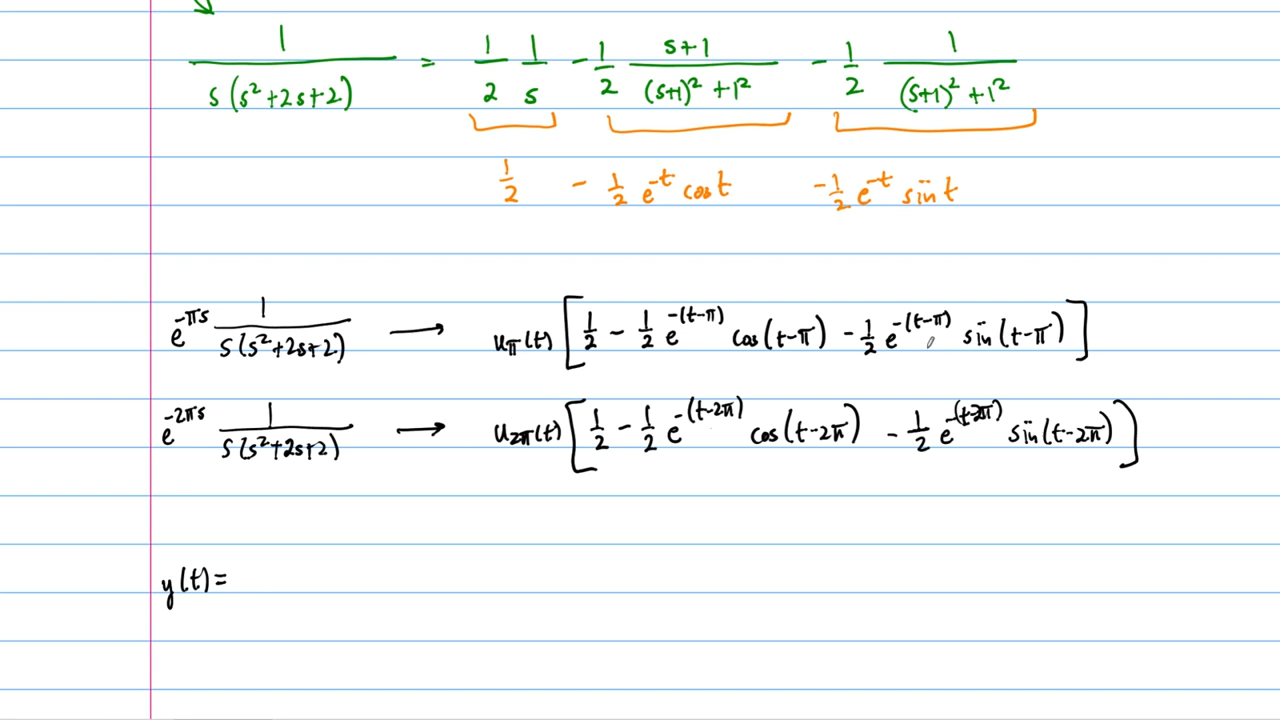 1/(s(s²+2s+2)) = 1/2 1/s - 1/2 (s+1)/((s+1)²+1²) - 1/2 1/((s+1)²+1²)
1/2 - 1/2 e^{-t} cos t - 1/2 e^{-t} sin t
e^{-πs} 1/(s(s²+2s+2)) → u_π(t) [1/2 - 1/2 e^{-(t-π)} cos(t-π) - 1/2 e^{-(t-π)} sin(t-π)]
e^{-2πs} 1/(s(s²+2s+2)) → u_{2π}(t) [1/2 - 1/2 e^{-(t-2π)} cos(t-2π) - 1/2 e^{-(t-2π)} sin(t-2π)]
y(t) =